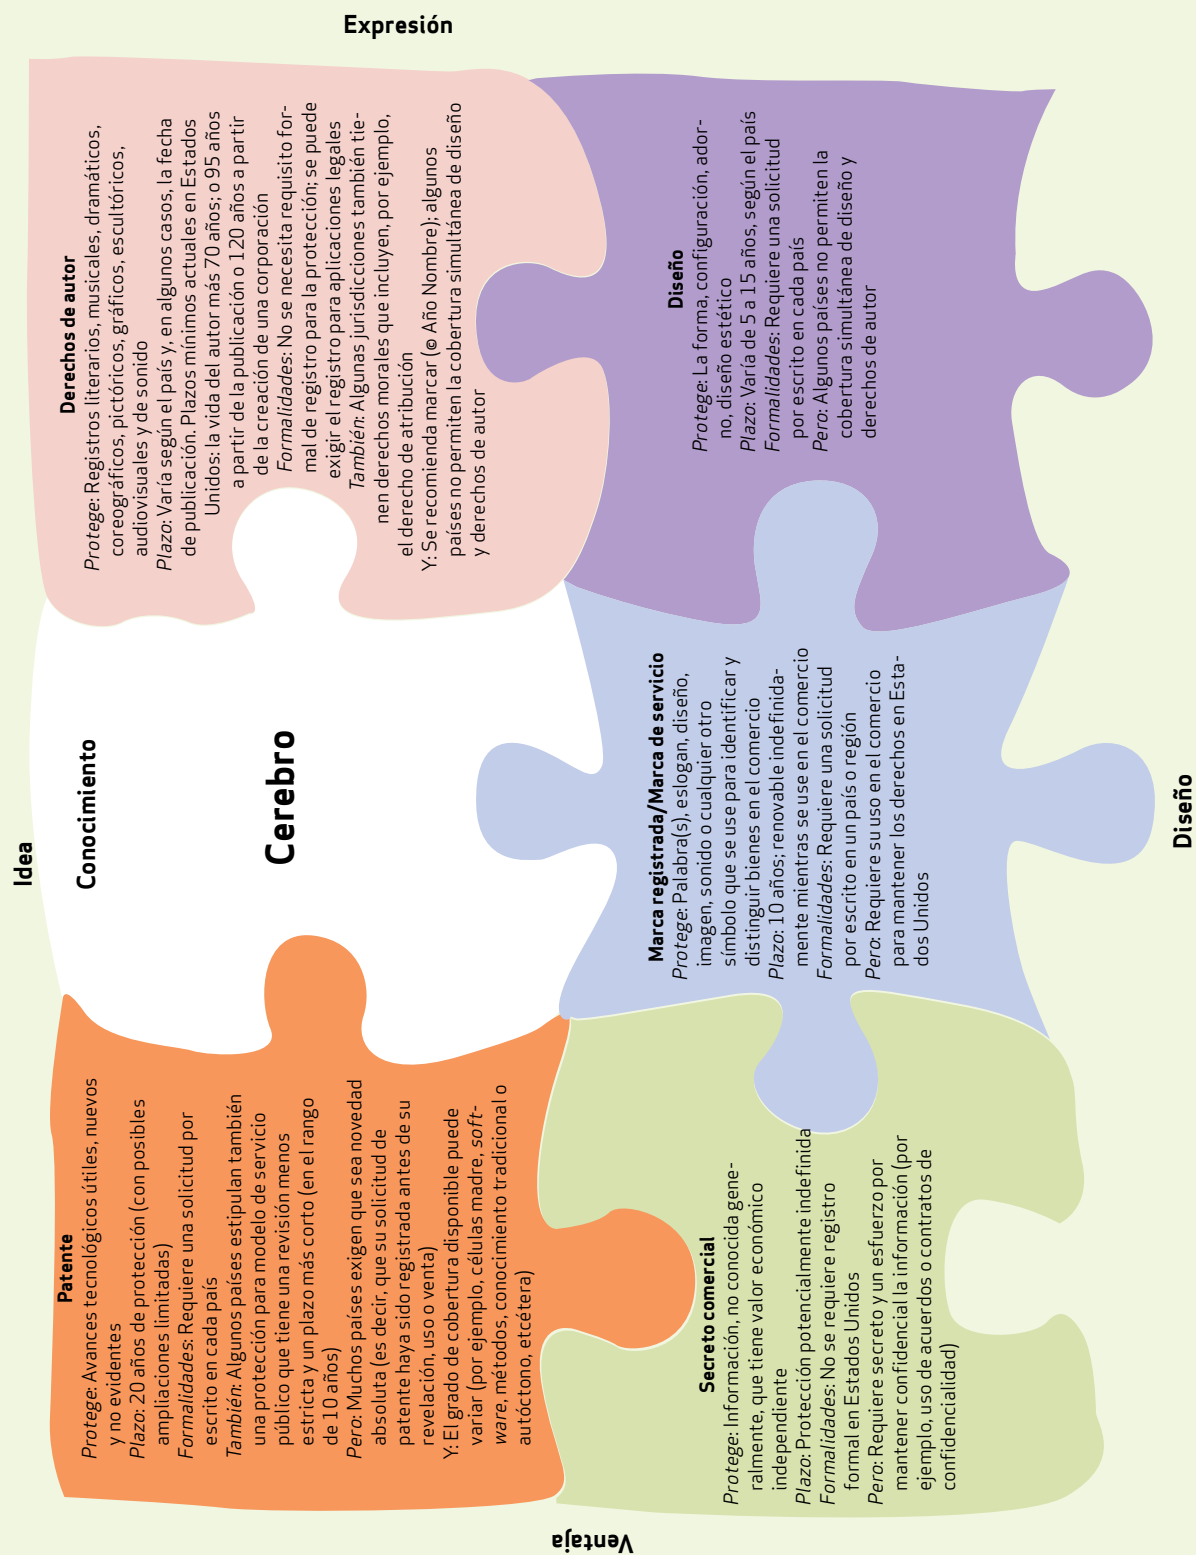 Idea
Conocimiento
Cerebro
Patente
Protege: Avances tecnológicos útiles, nuevos
y no evidentes
Plazo: 20 años de protección (con posibles
ampliaciones limitadas)
Formalidades: Requiere una solicitud por
escrito en cada país
También: Algunos países estipulan también
una protección para modelo de servicio
público que tiene una revisión menos
estricta y un plazo más corto (en el rango
de 10 años)
Pero: Muchos países exigen que sea novedad
absoluta (es decir, que su solicitud de
patente haya sido registrada antes de su
revelación, uso o venta)
Y: El grado de cobertura disponible puede
variar (por ejemplo, células madre, soft-
ware, métodos, conocimiento tradicional o
autóctono, etcétera)
Derechos de autor
Protege: Registros literarios, musicales, dramáticos,
coreográficos, pictóricos, gráficos, escultóricos,
audiovisuales y de sonido
Plazo: Varía según el país y, en algunos casos, la fecha
de publicación. Plazos mínimos actuales en Estados
Unidos: la vida del autor más 70 años; o 95 años
a partir de la publicación o 120 años a partir
de la creación de una corporación
Formalidades: No se necesita requisito for-
mal de registro para la protección; se puede
exigir el registro para aplicaciones legales
También: Algunas jurisdicciones también tie-
nen derechos morales que incluyen, por ejemplo,
el derecho de atribución
Y: Se recomienda marcar (© Año Nombre); algunos
países no permiten la cobertura simultánea de diseño
y derechos de autor
Expresión
Ventaja
Secreto comercial
Protege: Información, no conocida gene-
ralmente, que tiene valor económico
independiente
Plazo: Protección potencialmente indefinida
Formalidades: No se requiere registro
formal en Estados Unidos
Pero: Requiere secreto y un esfuerzo por
mantener confidencial la información (por
ejemplo, uso de acuerdos o contratos de
confidencialidad)
Marca registrada/Marca de servicio
Protege: Palabra(s), eslogan, diseño,
imagen, sonido o cualquier otro
símbolo que se use para identificar y
distinguir bienes en el comercio
Plazo: 10 años; renovable indefinida-
mente mientras se use en el comercio
Formalidades: Requiere una solicitud
por escrito en un país o región
Pero: Requiere su uso en el comercio
para mantener los derechos en Esta-
dos Unidos
Diseño
Protege: La forma, configuración, ador-
no, diseño estético
Plazo: Varía de 5 a 15 años, según el país
Formalidades: Requiere una solicitud
por escrito en cada país
Pero: Algunos países no permiten la
cobertura simultánea de diseño y
derechos de autor
Diseño